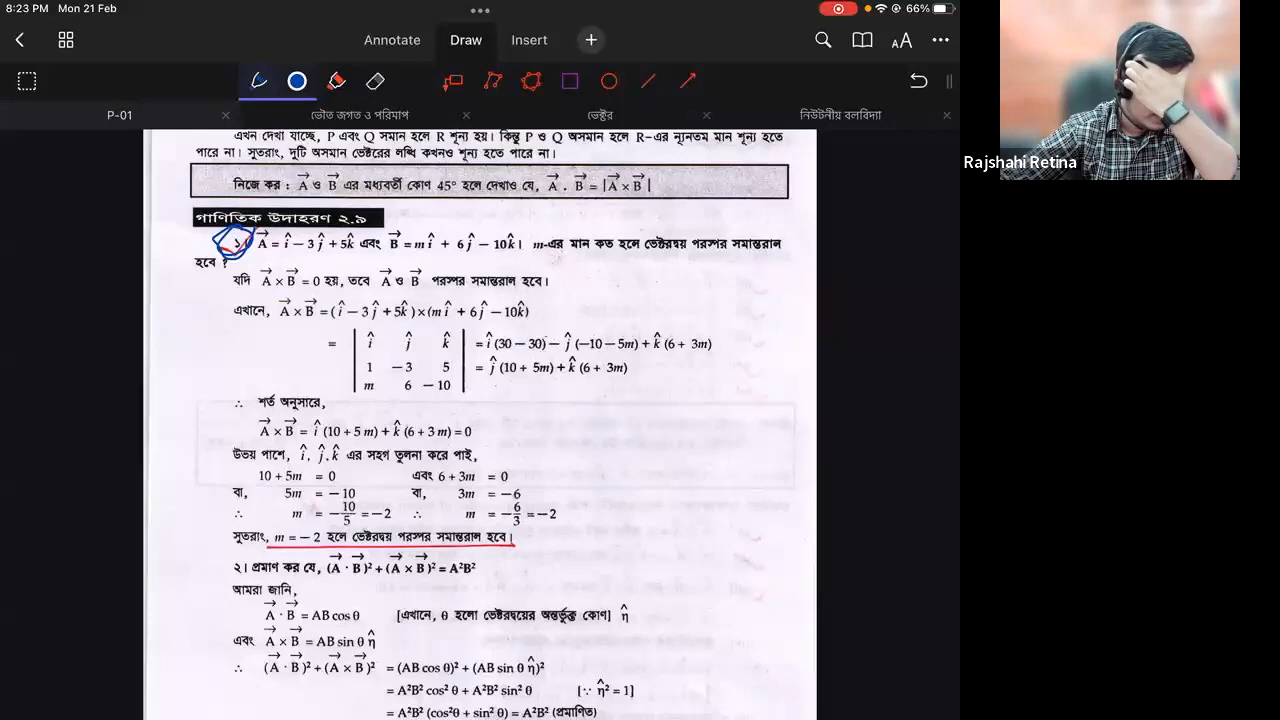 8:23 PM Mon 21 Feb
66%
Annotate Draw Insert
P-01 ভৌত জগত ও পরিমাপ ভেক্টর নিউটনীয় বলবিদ্যা
Rajshahi Retina
এখন দেখা যাচ্ছে, P এবং Q সমান হলে R শূন্য হয়। কিন্তু P ও Q অসমান হলে R-এর ন্যূনতম মান শূন্য হতে
পারে না। সুতরাং, দুটি অসমান ভেক্টরের লব্ধি কখনও শূন্য হতে পারে না।
নিজে কর : A⃗ ও B⃗ এর মধ্যবর্তী কোণ 45° হলে দেখাও যে, A⃗ . B⃗ = |A⃗ × B⃗|
গাণিতিক উদাহরণ ২.৯
১। A⃗ = î − 3ĵ + 5k̂ এবং B⃗ = m î + 6ĵ − 10k̂। m-এর মান কত হলে ভেক্টরদ্বয় পরস্পর সমান্তরাল
হবে ?
যদি A⃗ × B⃗ = 0 হয়, তবে A⃗ ও B⃗ পরস্পর সমান্তরাল হবে।
এখানে, A⃗ × B⃗ = (î − 3ĵ + 5k̂) × (m î + 6ĵ − 10k̂)
= | î ĵ k̂ | = î (30 − 30) − ĵ (−10 − 5m) + k̂ (6 + 3m)
1 −3 5 = ĵ (10 + 5m) + k̂ (6 + 3m)
m 6 −10
∴ শর্ত অনুসারে,
A⃗ × B⃗ = î (10 + 5 m) + k̂ (6 + 3 m) = 0
উভয় পাশে, î, ĵ, k̂ এর সহগ তুলনা করে পাই,
10 + 5m = 0 এবং 6 + 3m = 0
বা, 5m = −10 বা, 3m = −6
∴ m = −10/5 = −2 ∴ m = −6/3 = −2
সুতরাং, m = − 2 হলে ভেক্টরদ্বয় পরস্পর সমান্তরাল হবে।
২। প্রমাণ কর যে, (A⃗ · B⃗)² + (A⃗ × B⃗)² = A²B²
আমরা জানি,
A⃗ · B⃗ = AB cos θ [এখানে, θ হলো ভেক্টরদ্বয়ের অন্তর্ভুক্ত কোণ] η̂
এবং A⃗ × B⃗ = AB sin θ η̂
∴ (A⃗ · B⃗)² + (A⃗ × B⃗)² = (AB cos θ)² + (AB sin θ η̂)²
= A²B² cos² θ + A²B² sin² θ [∵ η̂² = 1]
= A²B² (cos²θ + sin² θ) = A²B² (প্রমাণিত)